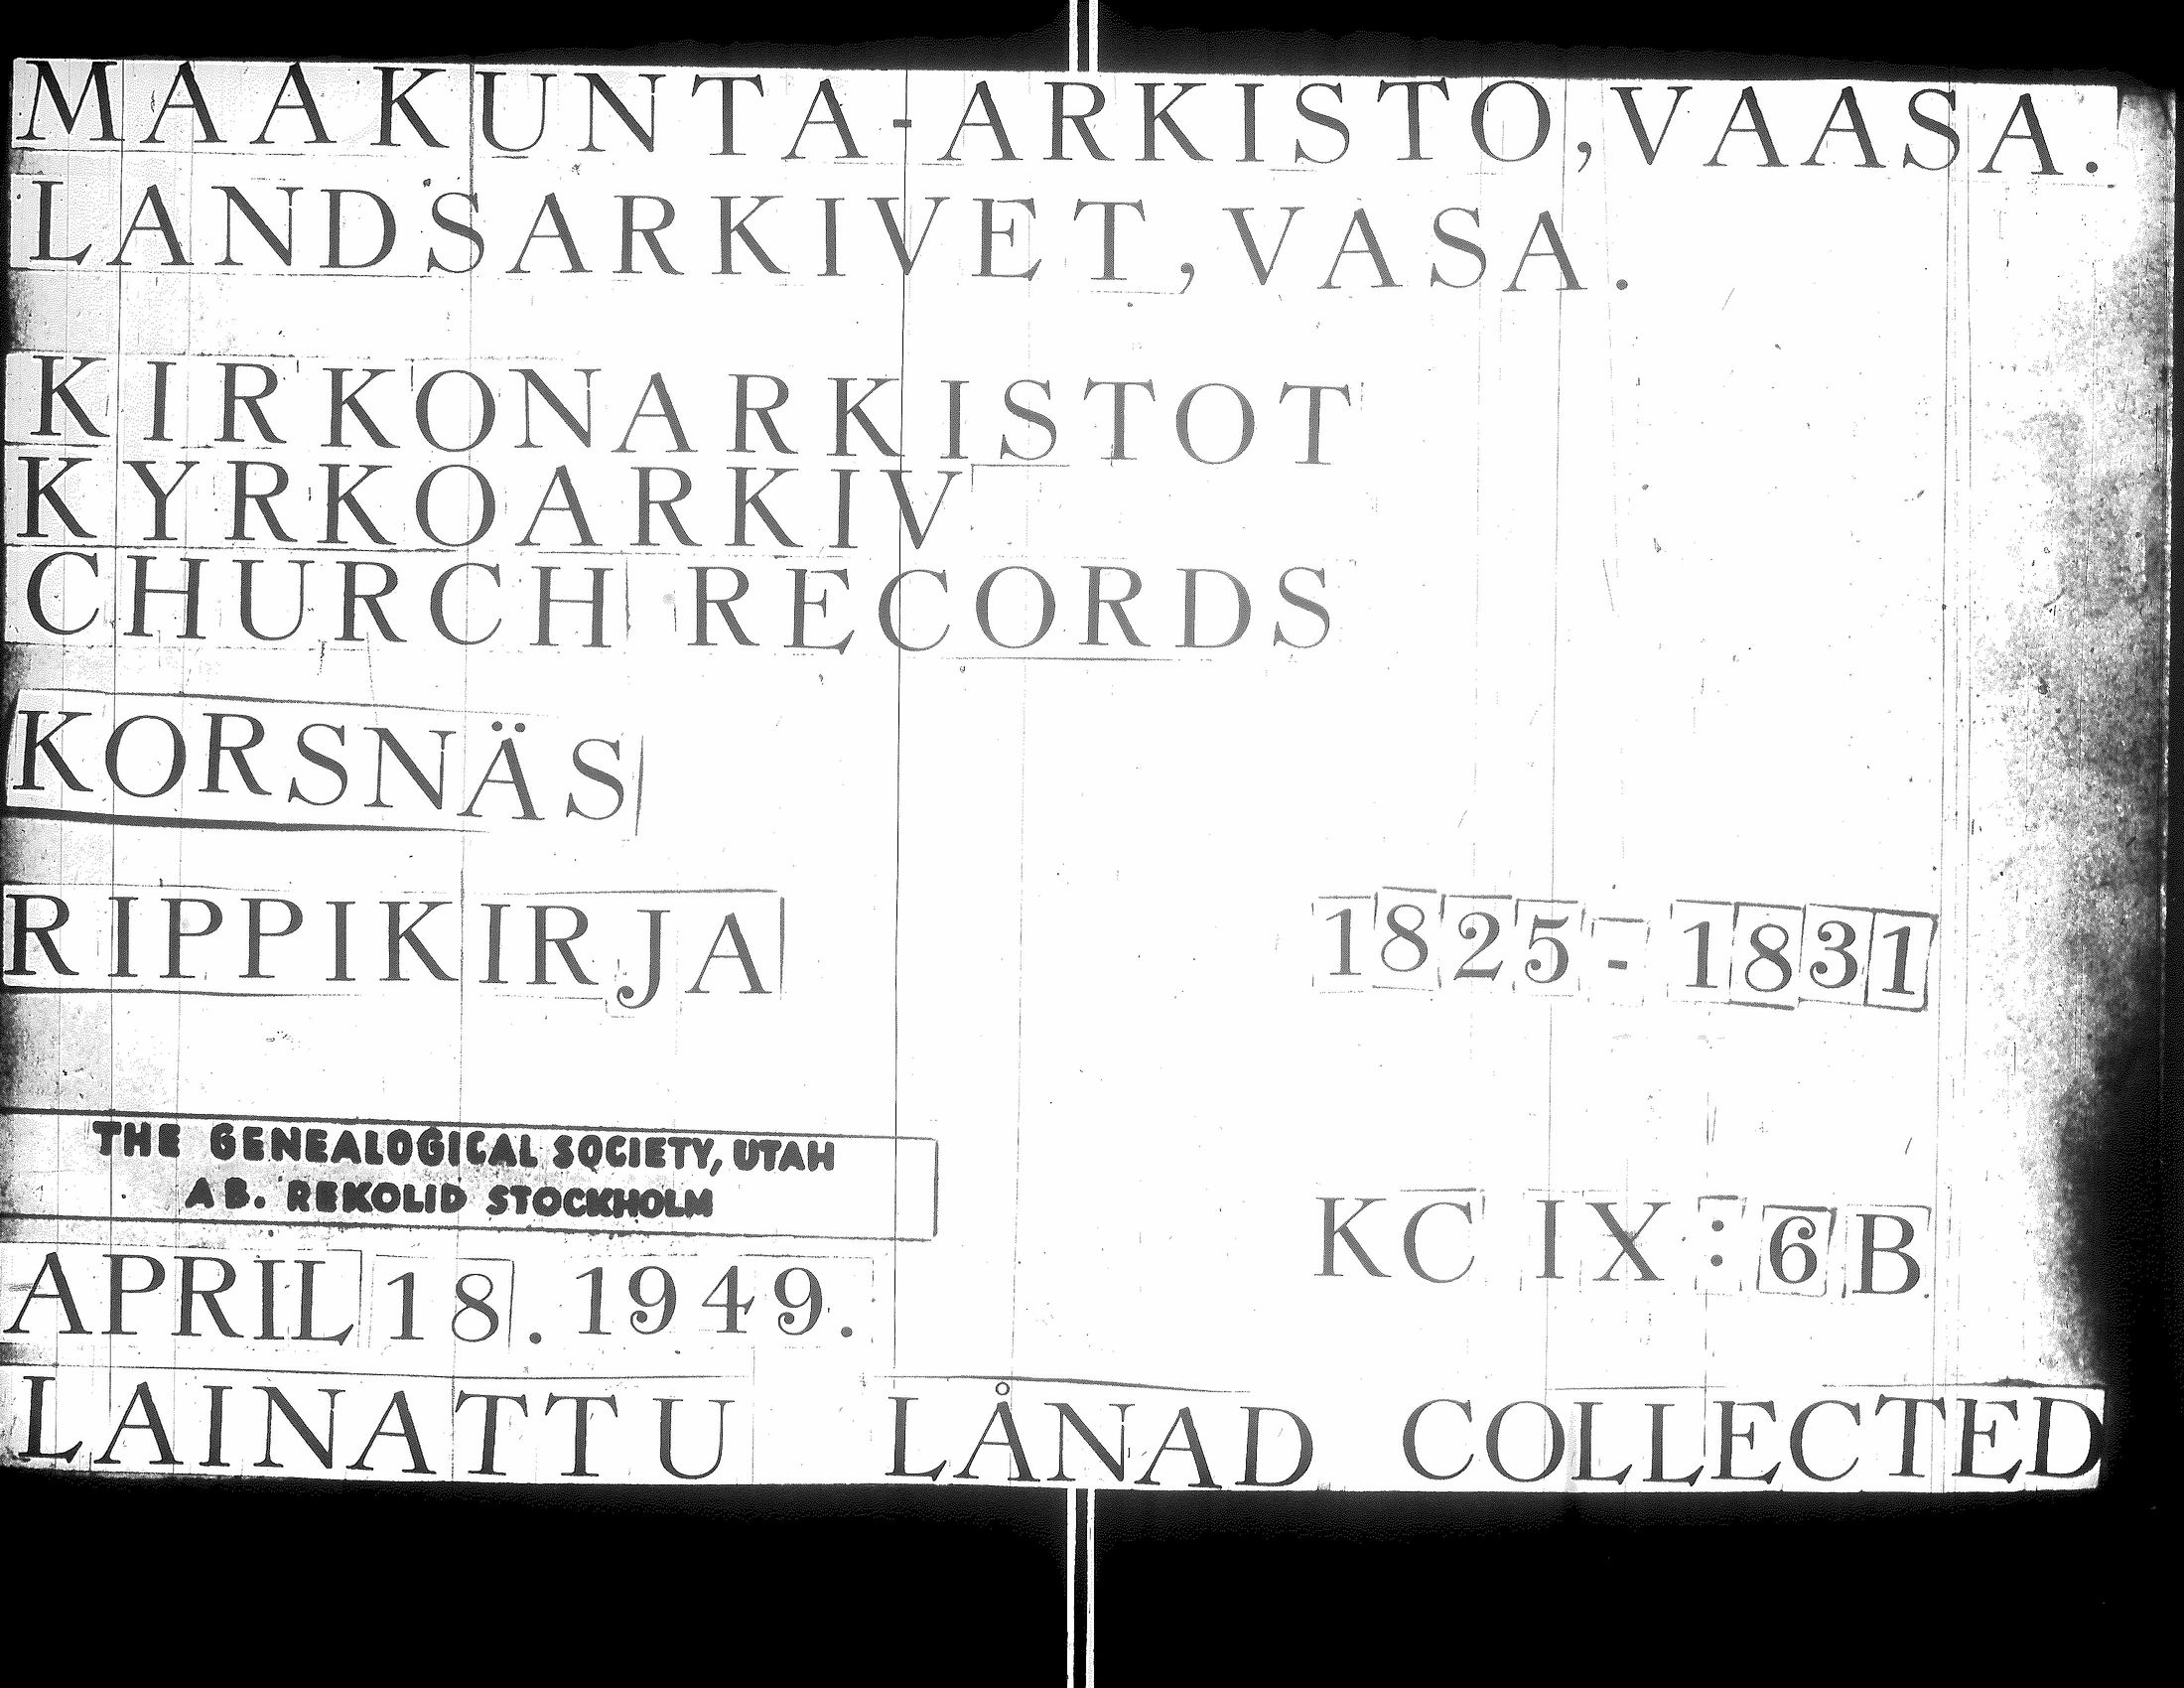 MAAKUNTA-ARKISTO, VAASA.
LANDSARKIVET, VASA.
KIRKONARKISTOT
KYRKOARKIV
CHURCH RECORDS
KORSNÄS
RIPPIKIRJA 1825-1831
THE GENEALOGICAL SOCIETY, UTAH
AB. REKOLID STOCKHOLM
KC IX:6B
APRIL 18. 1949.
LAINATTU LÅNAD COLLECTED